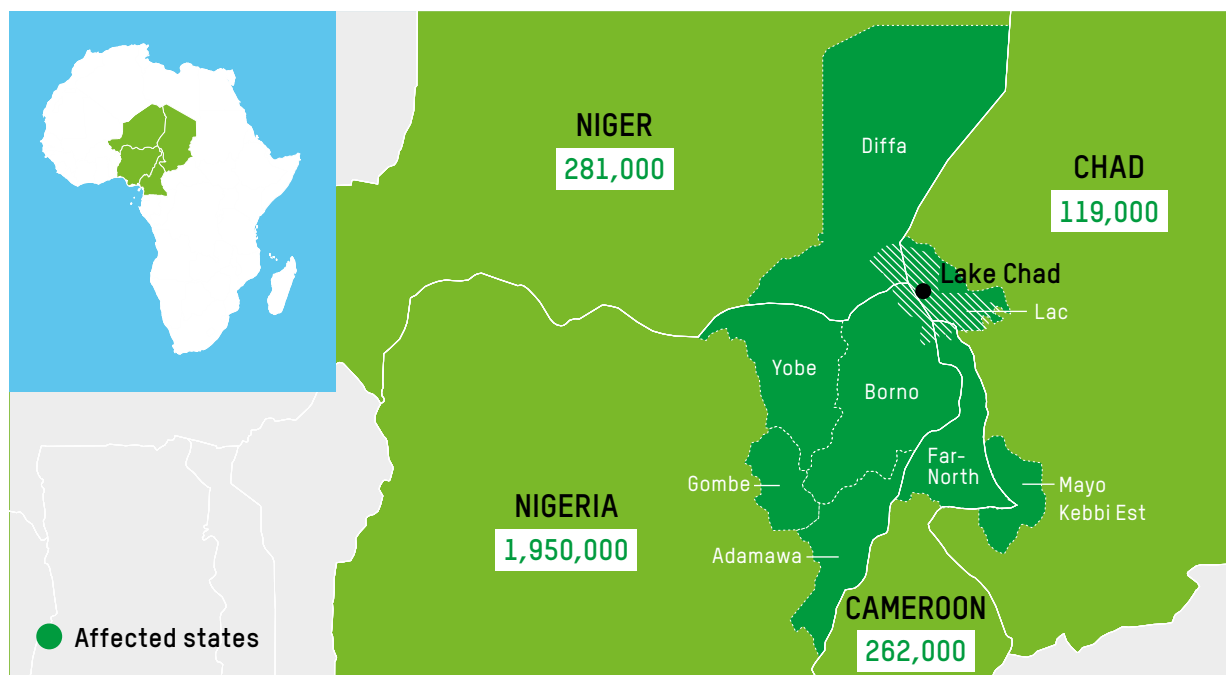 NIGER
281,000
Diffa
CHAD
119,000
Lake Chad
Lac
Yobe
Borno
Far-
North
Gombe
Mayo
Kebbi Est
NIGERIA
1,950,000
Adamawa
CAMEROON
262,000
Affected states